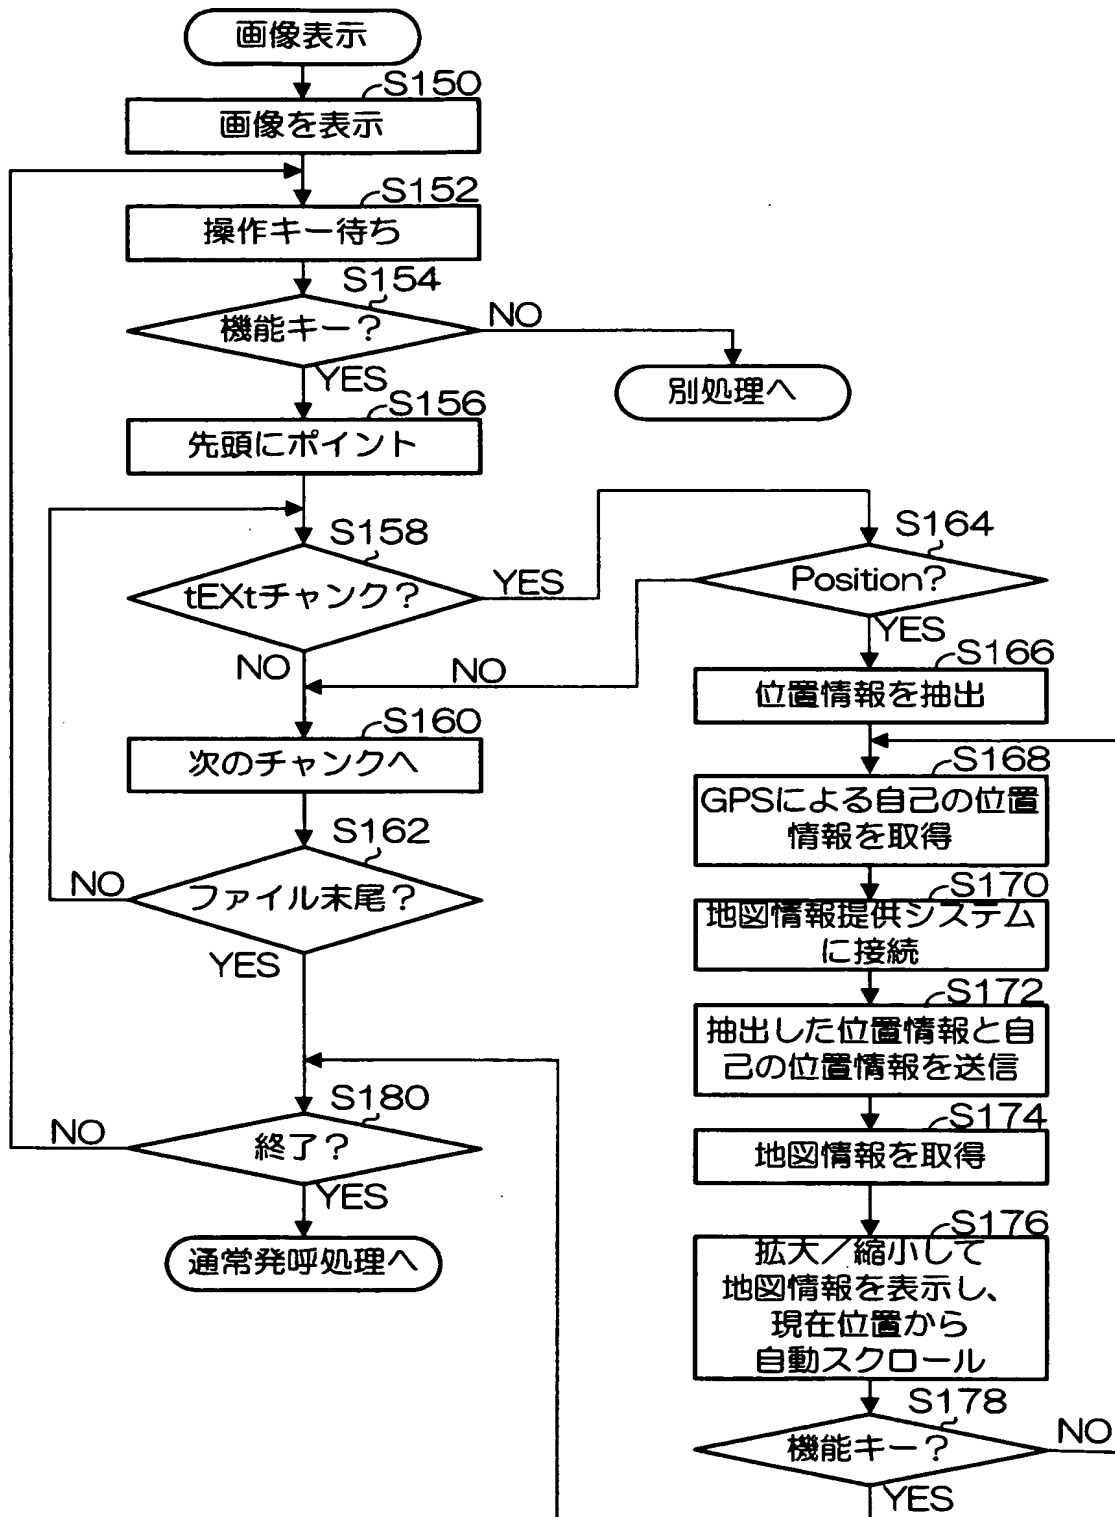 画像表示
S150
画像を表示
S152
操作キー待ち
S154
機能キー？
NO
YES
別処理へ
S156
先頭にポイント
S158
tEXtチャンク？
YES
NO
S164
Position?
NO
YES
S166
位置情報を抽出
S160
次のチャンクへ
S168
GPSによる自己の位置
情報を取得
S162
ファイル末尾？
NO
YES
S170
地図情報提供システム
に接続
S172
抽出した位置情報と自
己の位置情報を送信
S174
地図情報を取得
S180
終了？
NO
YES
通常発呼処理へ
S176
拡大／縮小して
地図情報を表示し、
現在位置から
自動スクロール
S178
機能キー？
NO
YES